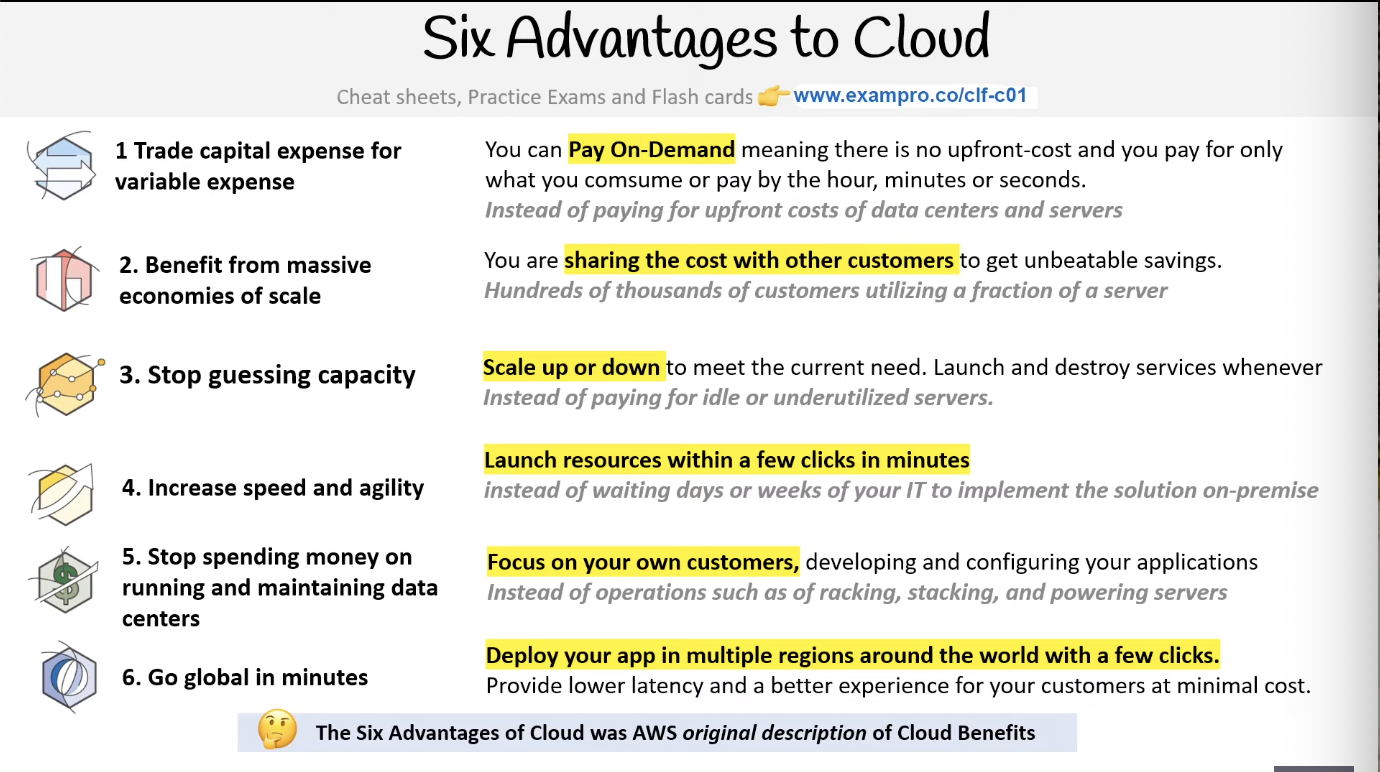 Six Advantages to Cloud
Cheat sheets, Practice Exams and Flash cards 👉 www.exampro.co/clf-c01
1 Trade capital expense for
variable expense
You can Pay On-Demand meaning there is no upfront-cost and you pay for only
what you comsume or pay by the hour, minutes or seconds.
Instead of paying for upfront costs of data centers and servers
2. Benefit from massive
economies of scale
You are sharing the cost with other customers to get unbeatable savings.
Hundreds of thousands of customers utilizing a fraction of a server
3. Stop guessing capacity
Scale up or down to meet the current need. Launch and destroy services whenever
Instead of paying for idle or underutilized servers.
4. Increase speed and agility
Launch resources within a few clicks in minutes
instead of waiting days or weeks of your IT to implement the solution on-premise
5. Stop spending money on
running and maintaining data
centers
Focus on your own customers, developing and configuring your applications
Instead of operations such as of racking, stacking, and powering servers
6. Go global in minutes
Deploy your app in multiple regions around the world with a few clicks.
Provide lower latency and a better experience for your customers at minimal cost.
🤔 The Six Advantages of Cloud was AWS original description of Cloud Benefits